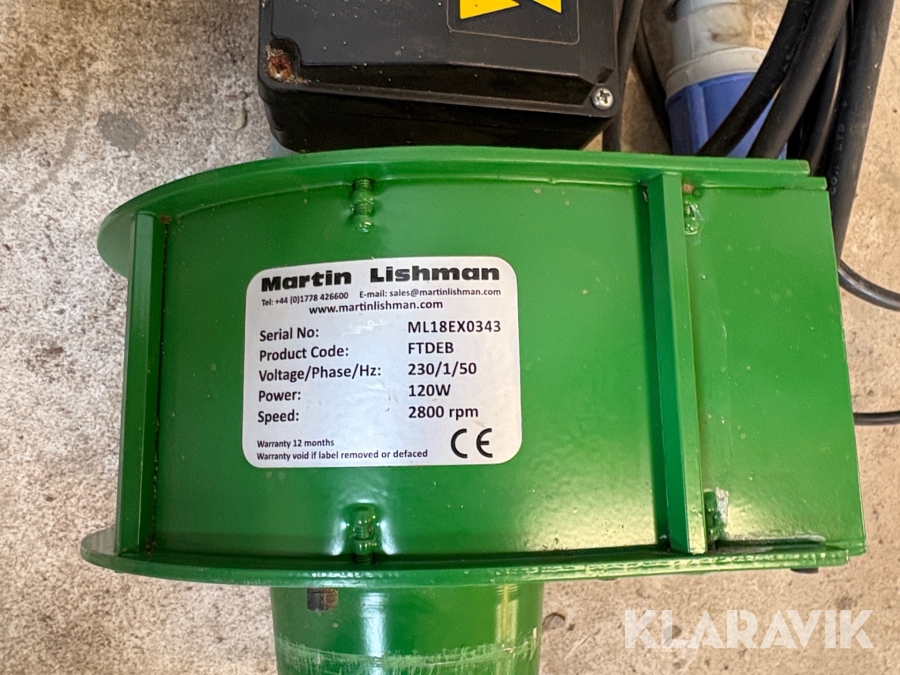 Martin Lishman
Tel: +44 (0)1778 426600 E-mail: sales@martinlishman.com
www.martinlishman.com
Serial No: ML18EX0343
Product Code: FTDEB
Voltage/Phase/Hz: 230/1/50
Power: 120W
Speed: 2800 rpm
Warranty 12 months
Warranty void if label removed or defaced
CE
KLARAVIK